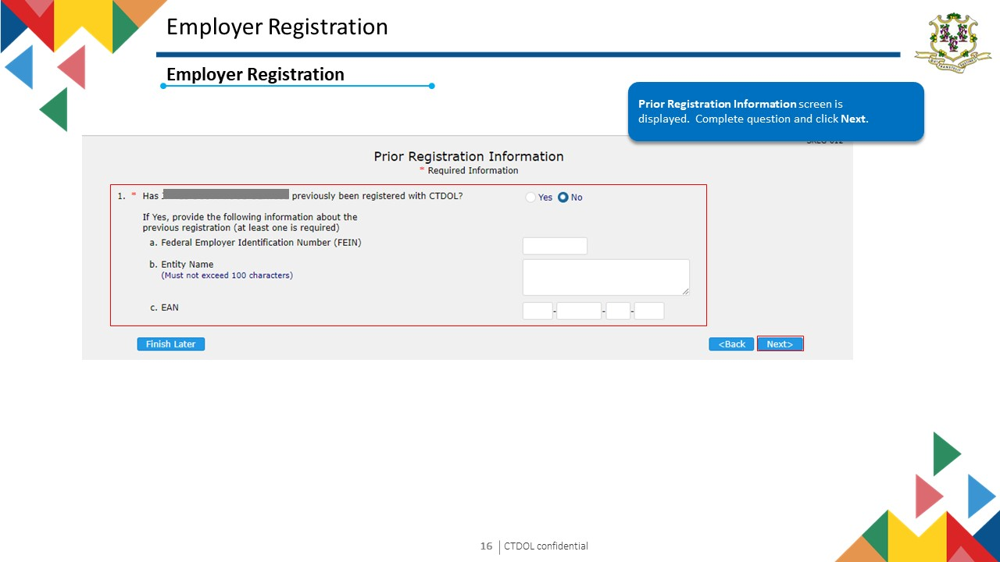 Employer Registration
Employer Registration
Prior Registration Information screen is
displayed. Complete question and click Next.
Prior Registration Information
* Required Information
1. * Has previously been registered with CTDOL? Yes No
If Yes, provide the following information about the
previous registration (at least one is required)
a. Federal Employer Identification Number (FEIN)
b. Entity Name
(Must not exceed 100 characters)
c. EAN - - -
Finish Later <Back Next>
16 CTDOL confidential